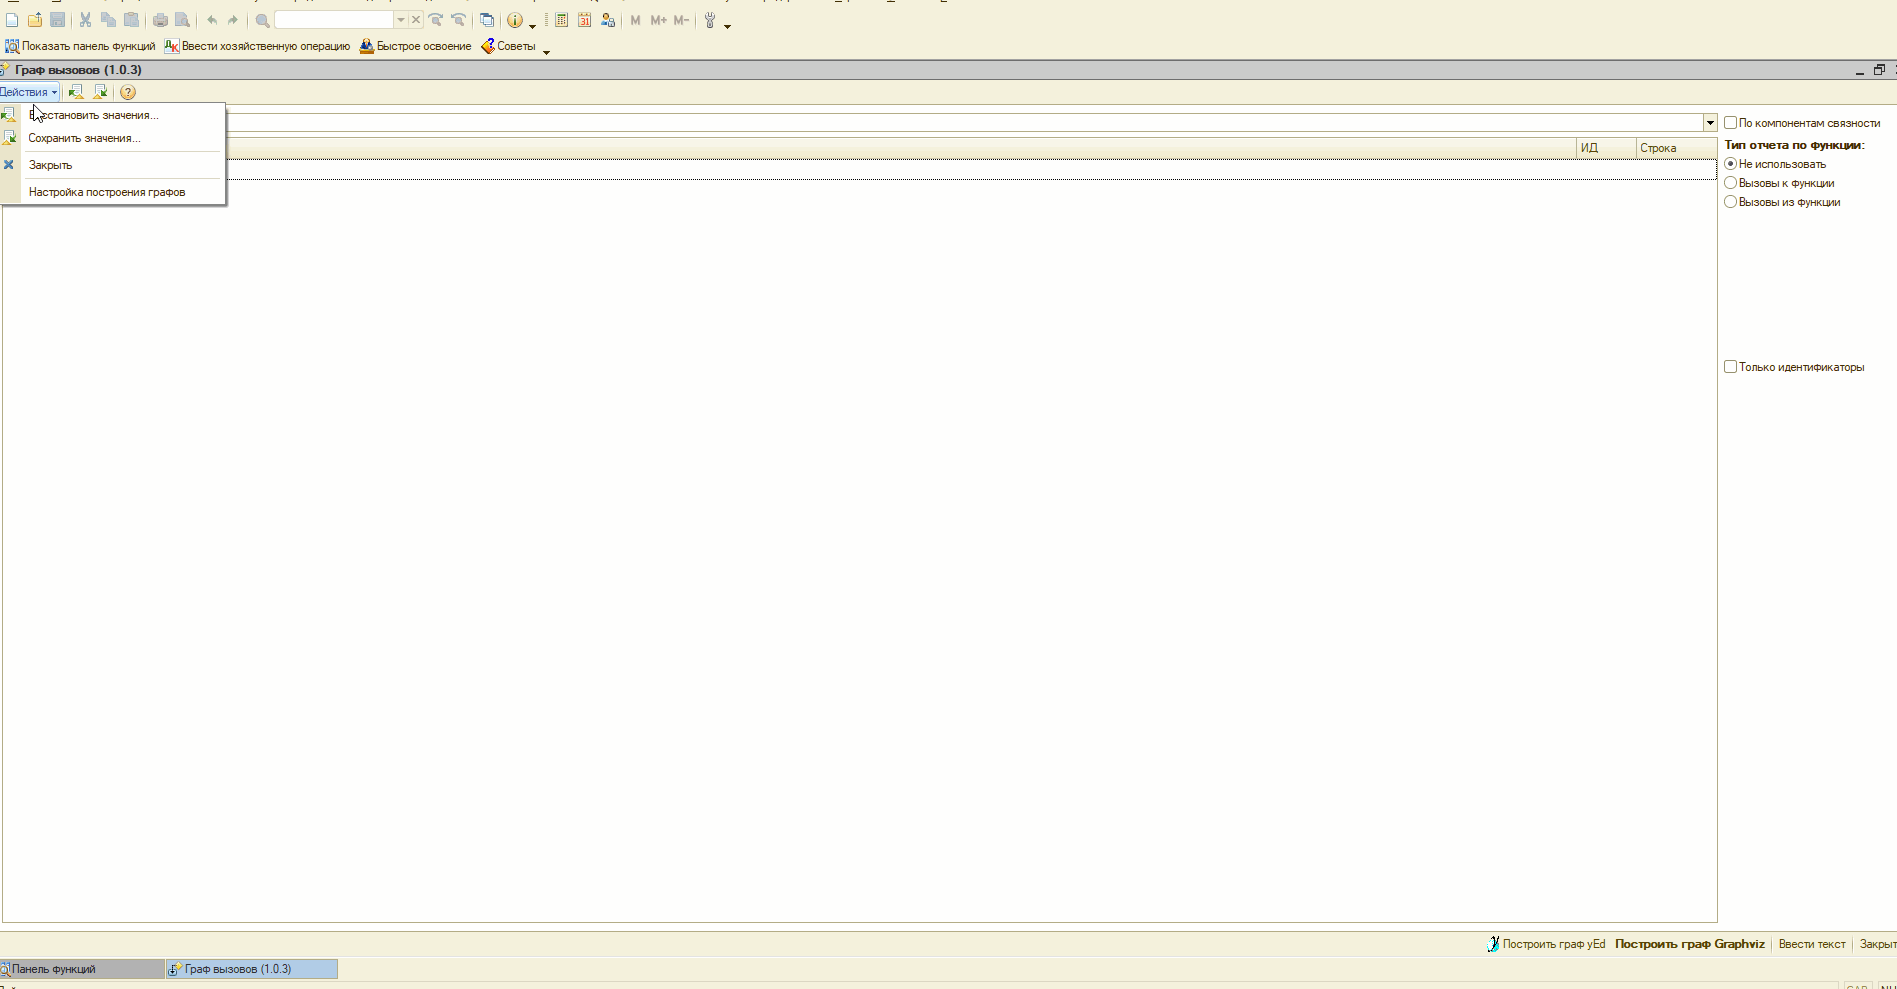 M M+ M-
Показать панель функций Ввести хозяйственную операцию Быстрое освоение Советы
Граф вызовов (1.0.3)
Действия
Восстановить значения...
Сохранить значения...
Закрыть
Настройка построения графов
ИД Строка
По компонентам связности
Тип отчета по функции:
Не использовать
Вызовы к функции
Вызовы из функции
Только идентификаторы
Построить граф yEd Построить граф Graphviz Ввести текст Закрыт
Панель функций Граф вызовов (1.0.3)